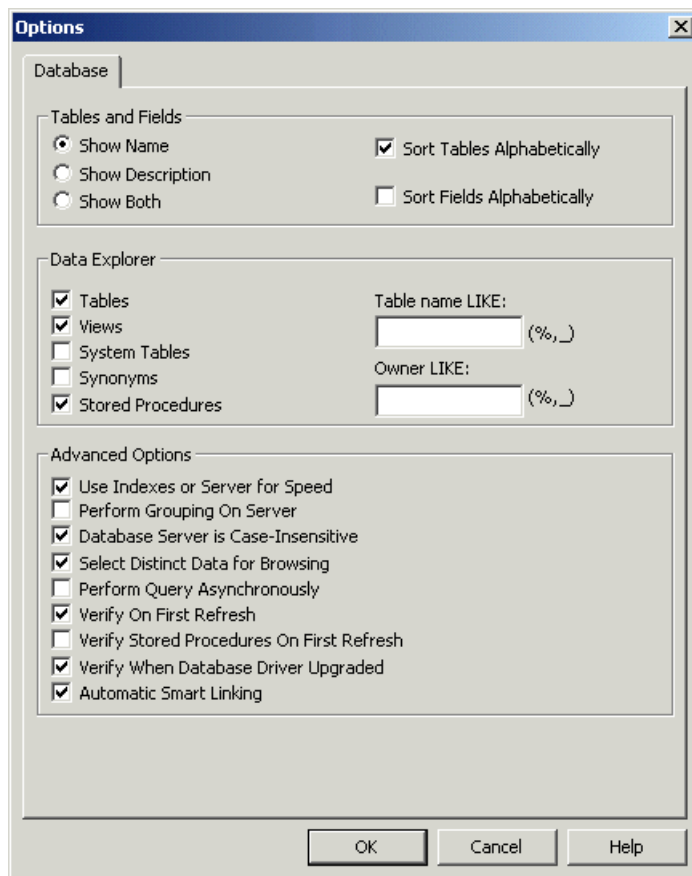 Options
Database
Tables and Fields
Show Name
Sort Tables Alphabetically
Show Description
Show Both
Sort Fields Alphabetically
Data Explorer
Tables
Table name LIKE:
Views
(%,_)
System Tables
Synonyms
Owner LIKE:
Stored Procedures
(%,_)
Advanced Options
Use Indexes or Server for Speed
Perform Grouping On Server
Database Server is Case-Insensitive
Select Distinct Data for Browsing
Perform Query Asynchronously
Verify On First Refresh
Verify Stored Procedures On First Refresh
Verify When Database Driver Upgraded
Automatic Smart Linking
OK
Cancel
Help